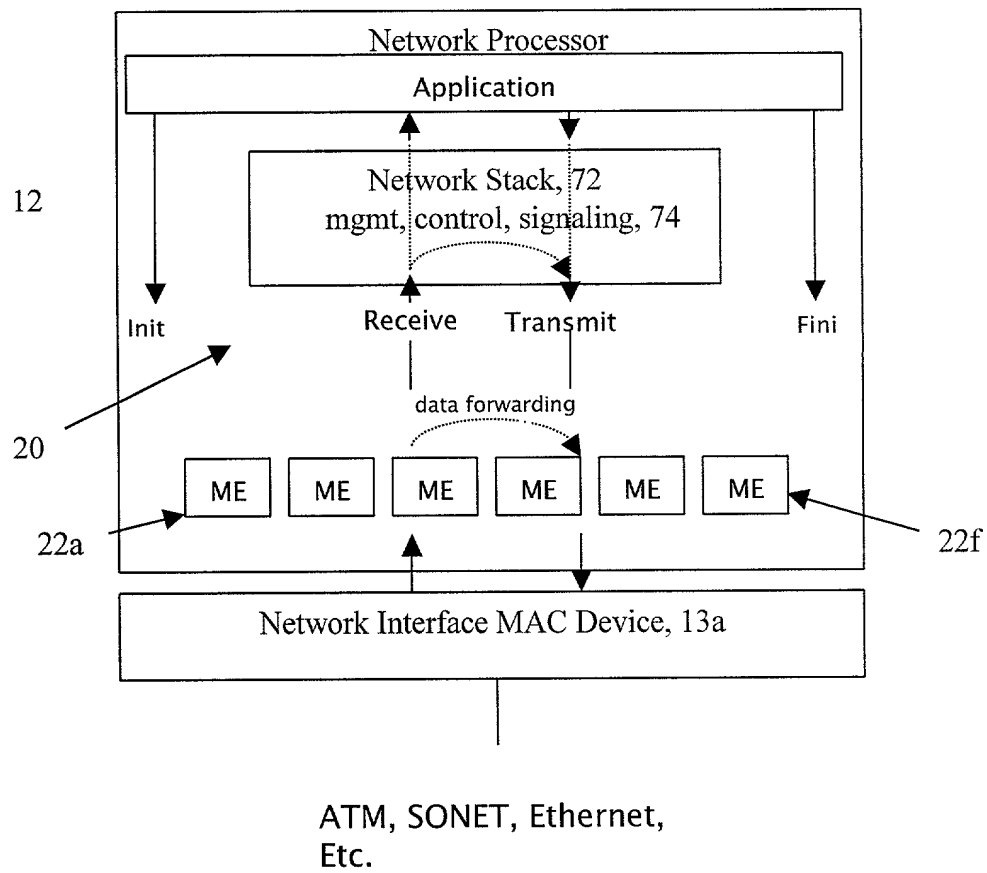 Network Processor
Application
12
Network Stack, 72
mgmt, control, signaling, 74
Init
Receive
Transmit
Fini
data forwarding
20
ME ME ME ME ME ME
22a
22f
Network Interface MAC Device, 13a
ATM, SONET, Ethernet,
Etc.